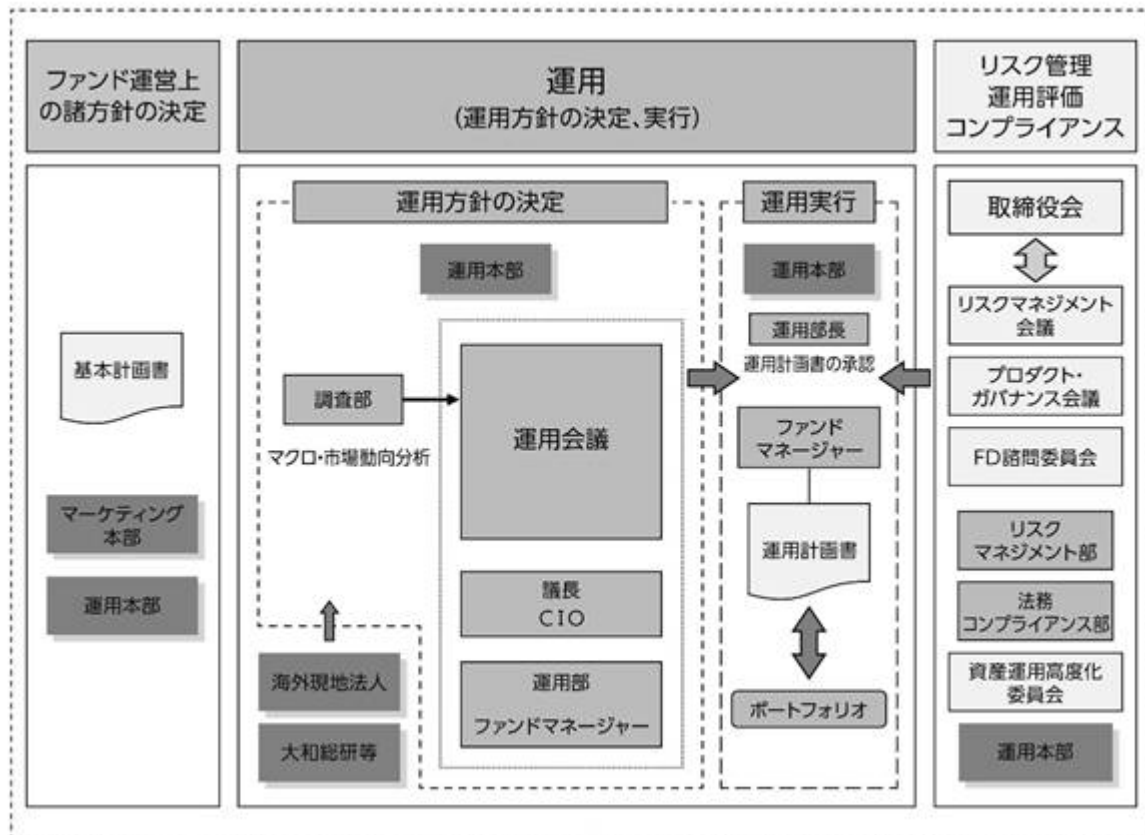 ファンド運営上
の諸方針の決定
運用
(運用方針の決定、実行)
リスク管理
運用評価
コンプライアンス
基本計画書
マーケティング
本部
運用本部
運用方針の決定
運用本部
調査部
マクロ・市場動向分析
運用会議
議長
CIO
運用部
ファンドマネージャー
海外現地法人
大和総研等
運用実行
運用本部
運用部長
運用計画書の承認
ファンド
マネージャー
運用計画書
ポートフォリオ
取締役会
リスクマネジメント
会議
プロダクト・
ガバナンス会議
FD諮問委員会
リスク
マネジメント部
法務
コンプライアンス部
資産運用高度化
委員会
運用本部